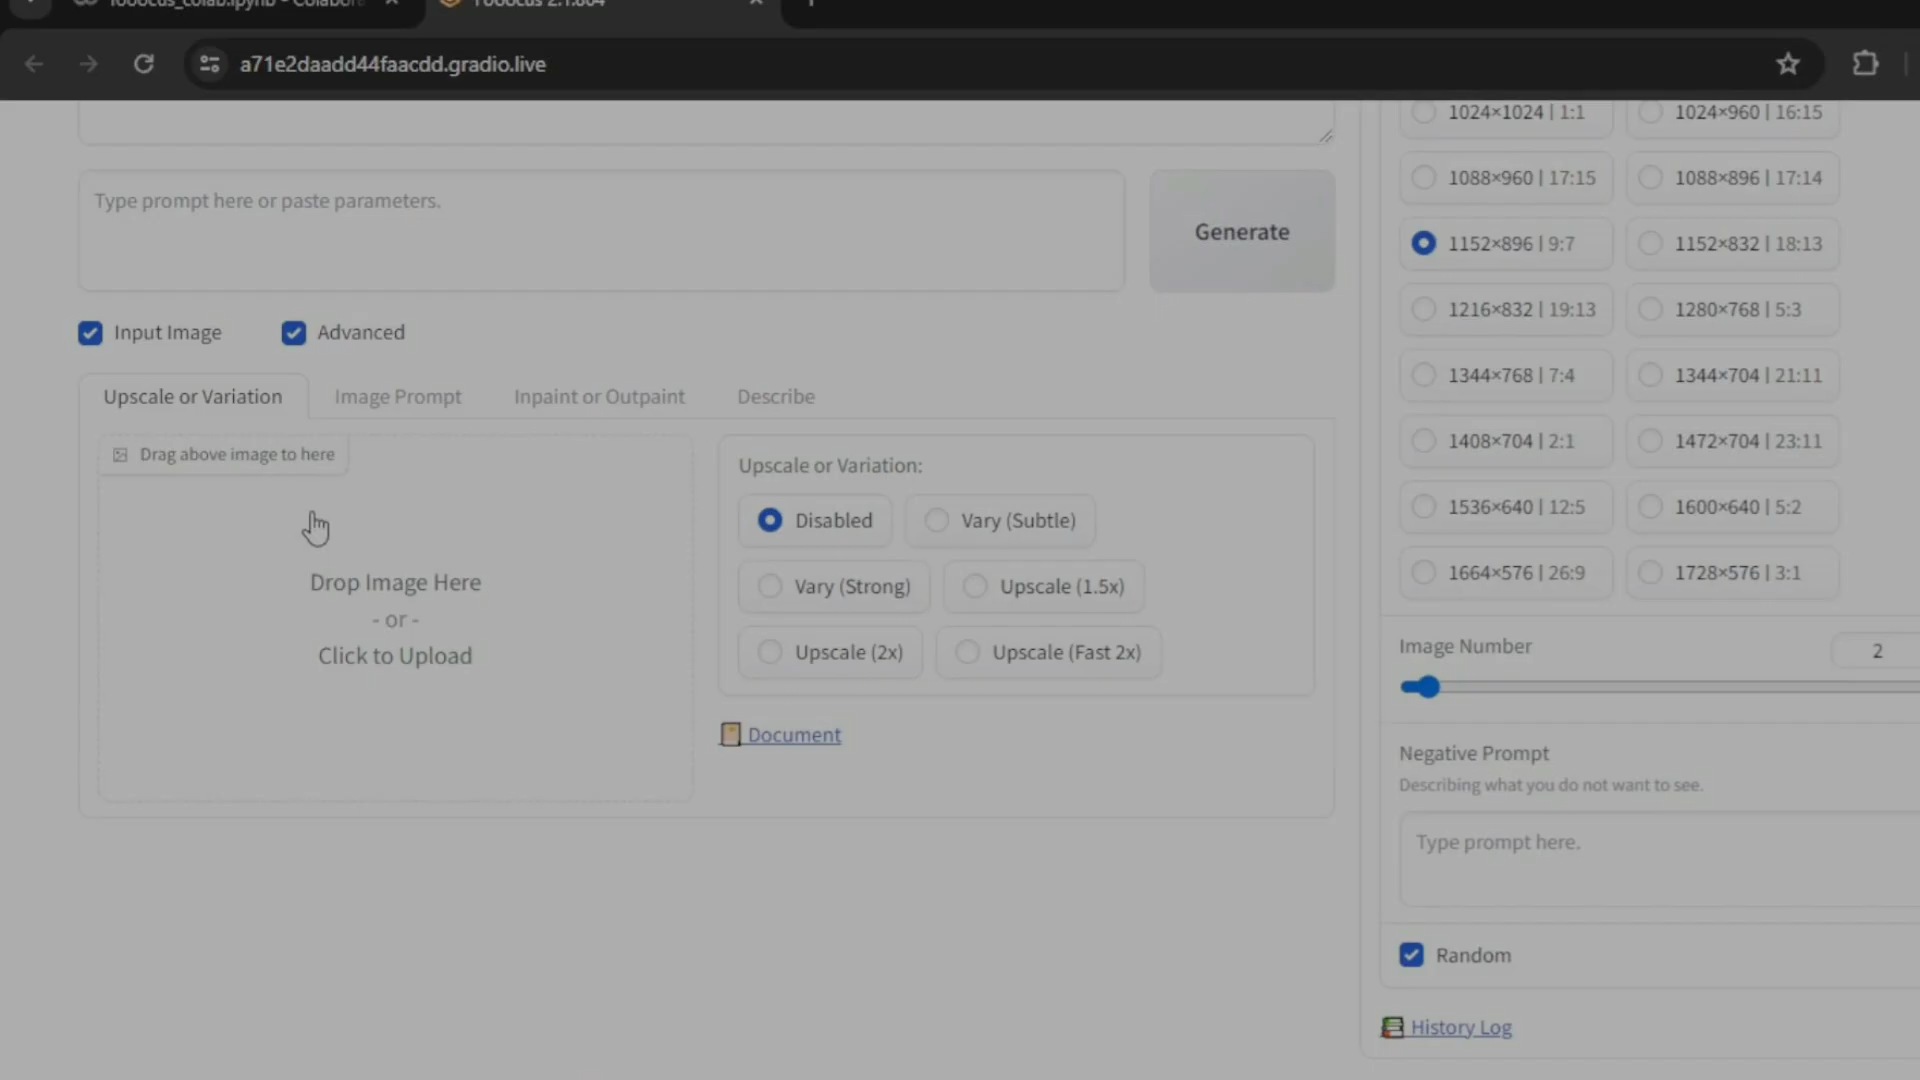 fooocus_colab.ipynb - Colabora
Fooocus 2.1.864
a71e2daadd44faacdd.gradio.live
Type prompt here or paste parameters.
Generate
Input Image
Advanced
Upscale or Variation
Image Prompt
Inpaint or Outpaint
Describe
Drag above image to here
Drop Image Here
- or -
Click to Upload
Upscale or Variation:
Disabled
Vary (Subtle)
Vary (Strong)
Upscale (1.5x)
Upscale (2x)
Upscale (Fast 2x)
Document
1024×1024 | 1:1
1024×960 | 16:15
1088×960 | 17:15
1088×896 | 17:14
1152×896 | 9:7
1152×832 | 18:13
1216×832 | 19:13
1280×768 | 5:3
1344×768 | 7:4
1344×704 | 21:11
1408×704 | 2:1
1472×704 | 23:11
1536×640 | 12:5
1600×640 | 5:2
1664×576 | 26:9
1728×576 | 3:1
Image Number
2
Negative Prompt
Describing what you do not want to see.
Type prompt here.
Random
History Log